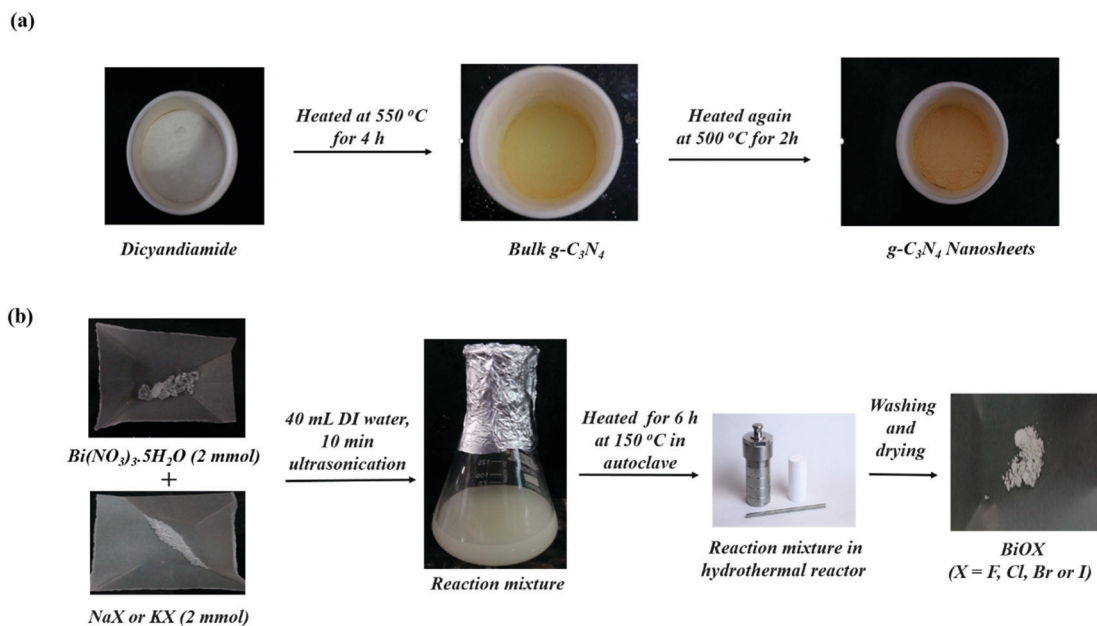 (a)
Heated at 550 °C
for 4 h
Heated again
at 500 °C for 2h
Dicyandiamide
Bulk g-C₃N₄
g-C₃N₄ Nanosheets
(b)
Bi(NO₃)₃.5H₂O (2 mmol)
+
NaX or KX (2 mmol)
40 mL DI water,
10 min
ultrasonication
Reaction mixture
Heated for 6 h
at 150 °C in
autoclave
Reaction mixture in
hydrothermal reactor
Washing
and
drying
BiOX
(X = F, Cl, Br or I)